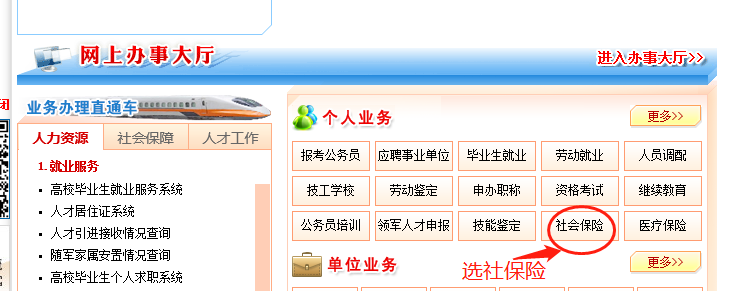 网上办事大厅
进入办事大厅>>
业务办理直通车
人力资源 社会保障 人才工作
1.就业服务
高校毕业生就业服务系统
人才居住证系统
人才引进接收情况查询
随军家属安置情况查询
高校毕业生个人求职系统
个人业务 更多>>
报考公务员 应聘事业单位 毕业生就业 劳动就业 人员调配
技工学校 劳动鉴定 申办职称 资格考试 继续教育
公务员培训 领军人才申报 技能鉴定 社会保险 医疗保险
选社保险
单位业务 更多>>